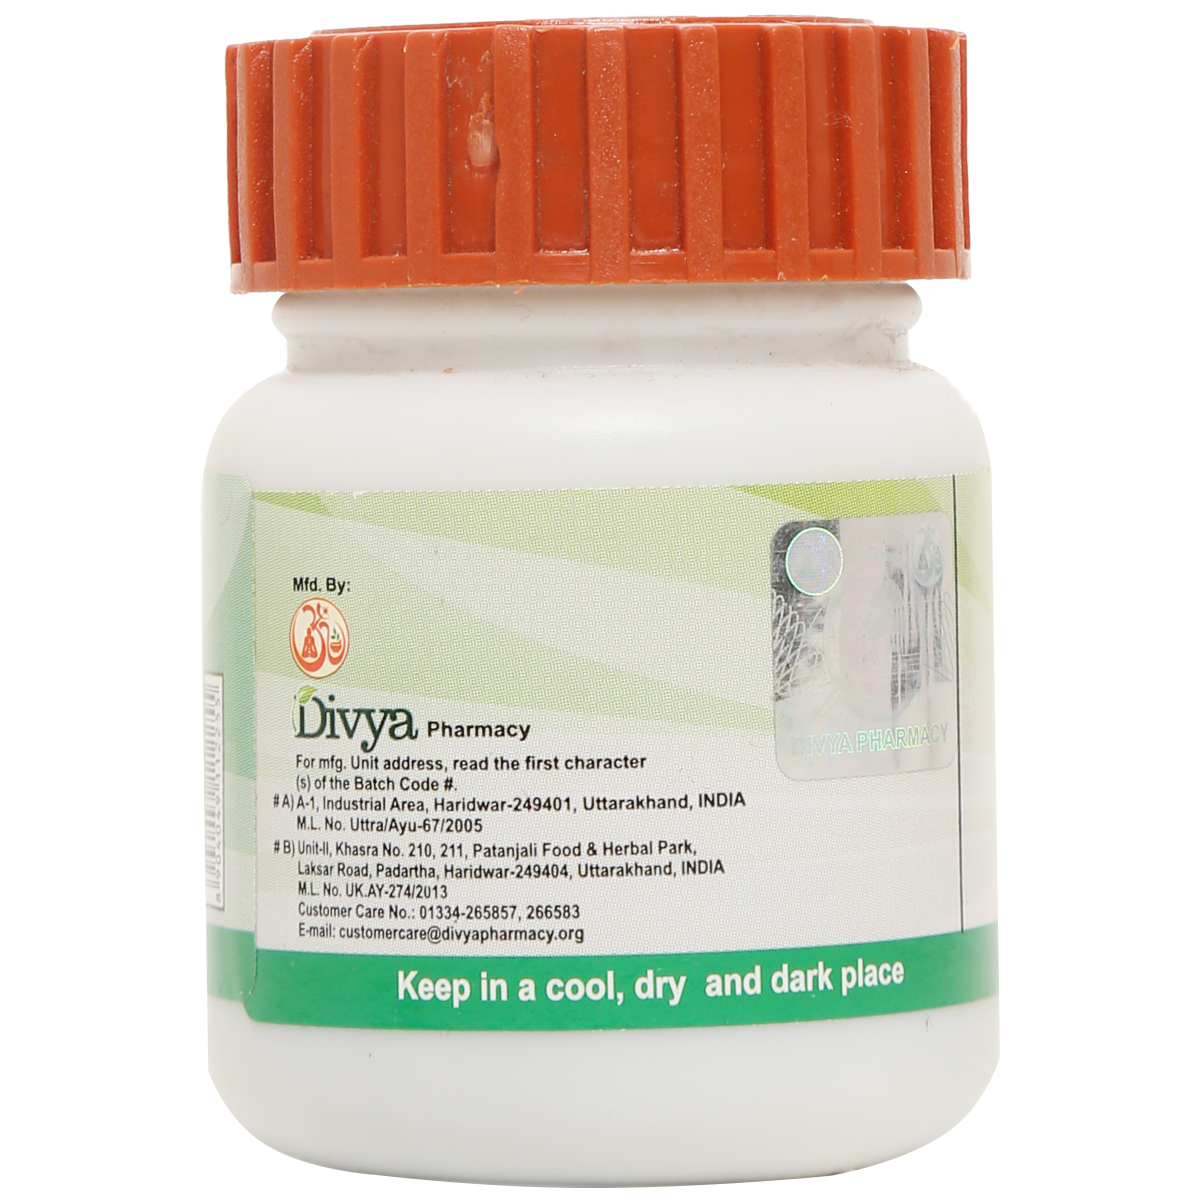 Mfd. By:
Divya Pharmacy
For mfg. Unit address, read the first character
(s) of the Batch Code #.
# A) A-1, Industrial Area, Haridwar-249401, Uttarakhand, INDIA
M.L. No. Uttra/Ayu-67/2005
# B) Unit-II, Khasra No. 210, 211, Patanjali Food & Herbal Park,
Laksar Road, Padartha, Haridwar-249404, Uttarakhand, INDIA
M.L. No. UK.AY-274/2013
Customer Care No.: 01334-265857, 266583
E-mail: customercare@divyapharmacy.org
DIVYA PHARMACY
Keep in a cool, dry and dark place